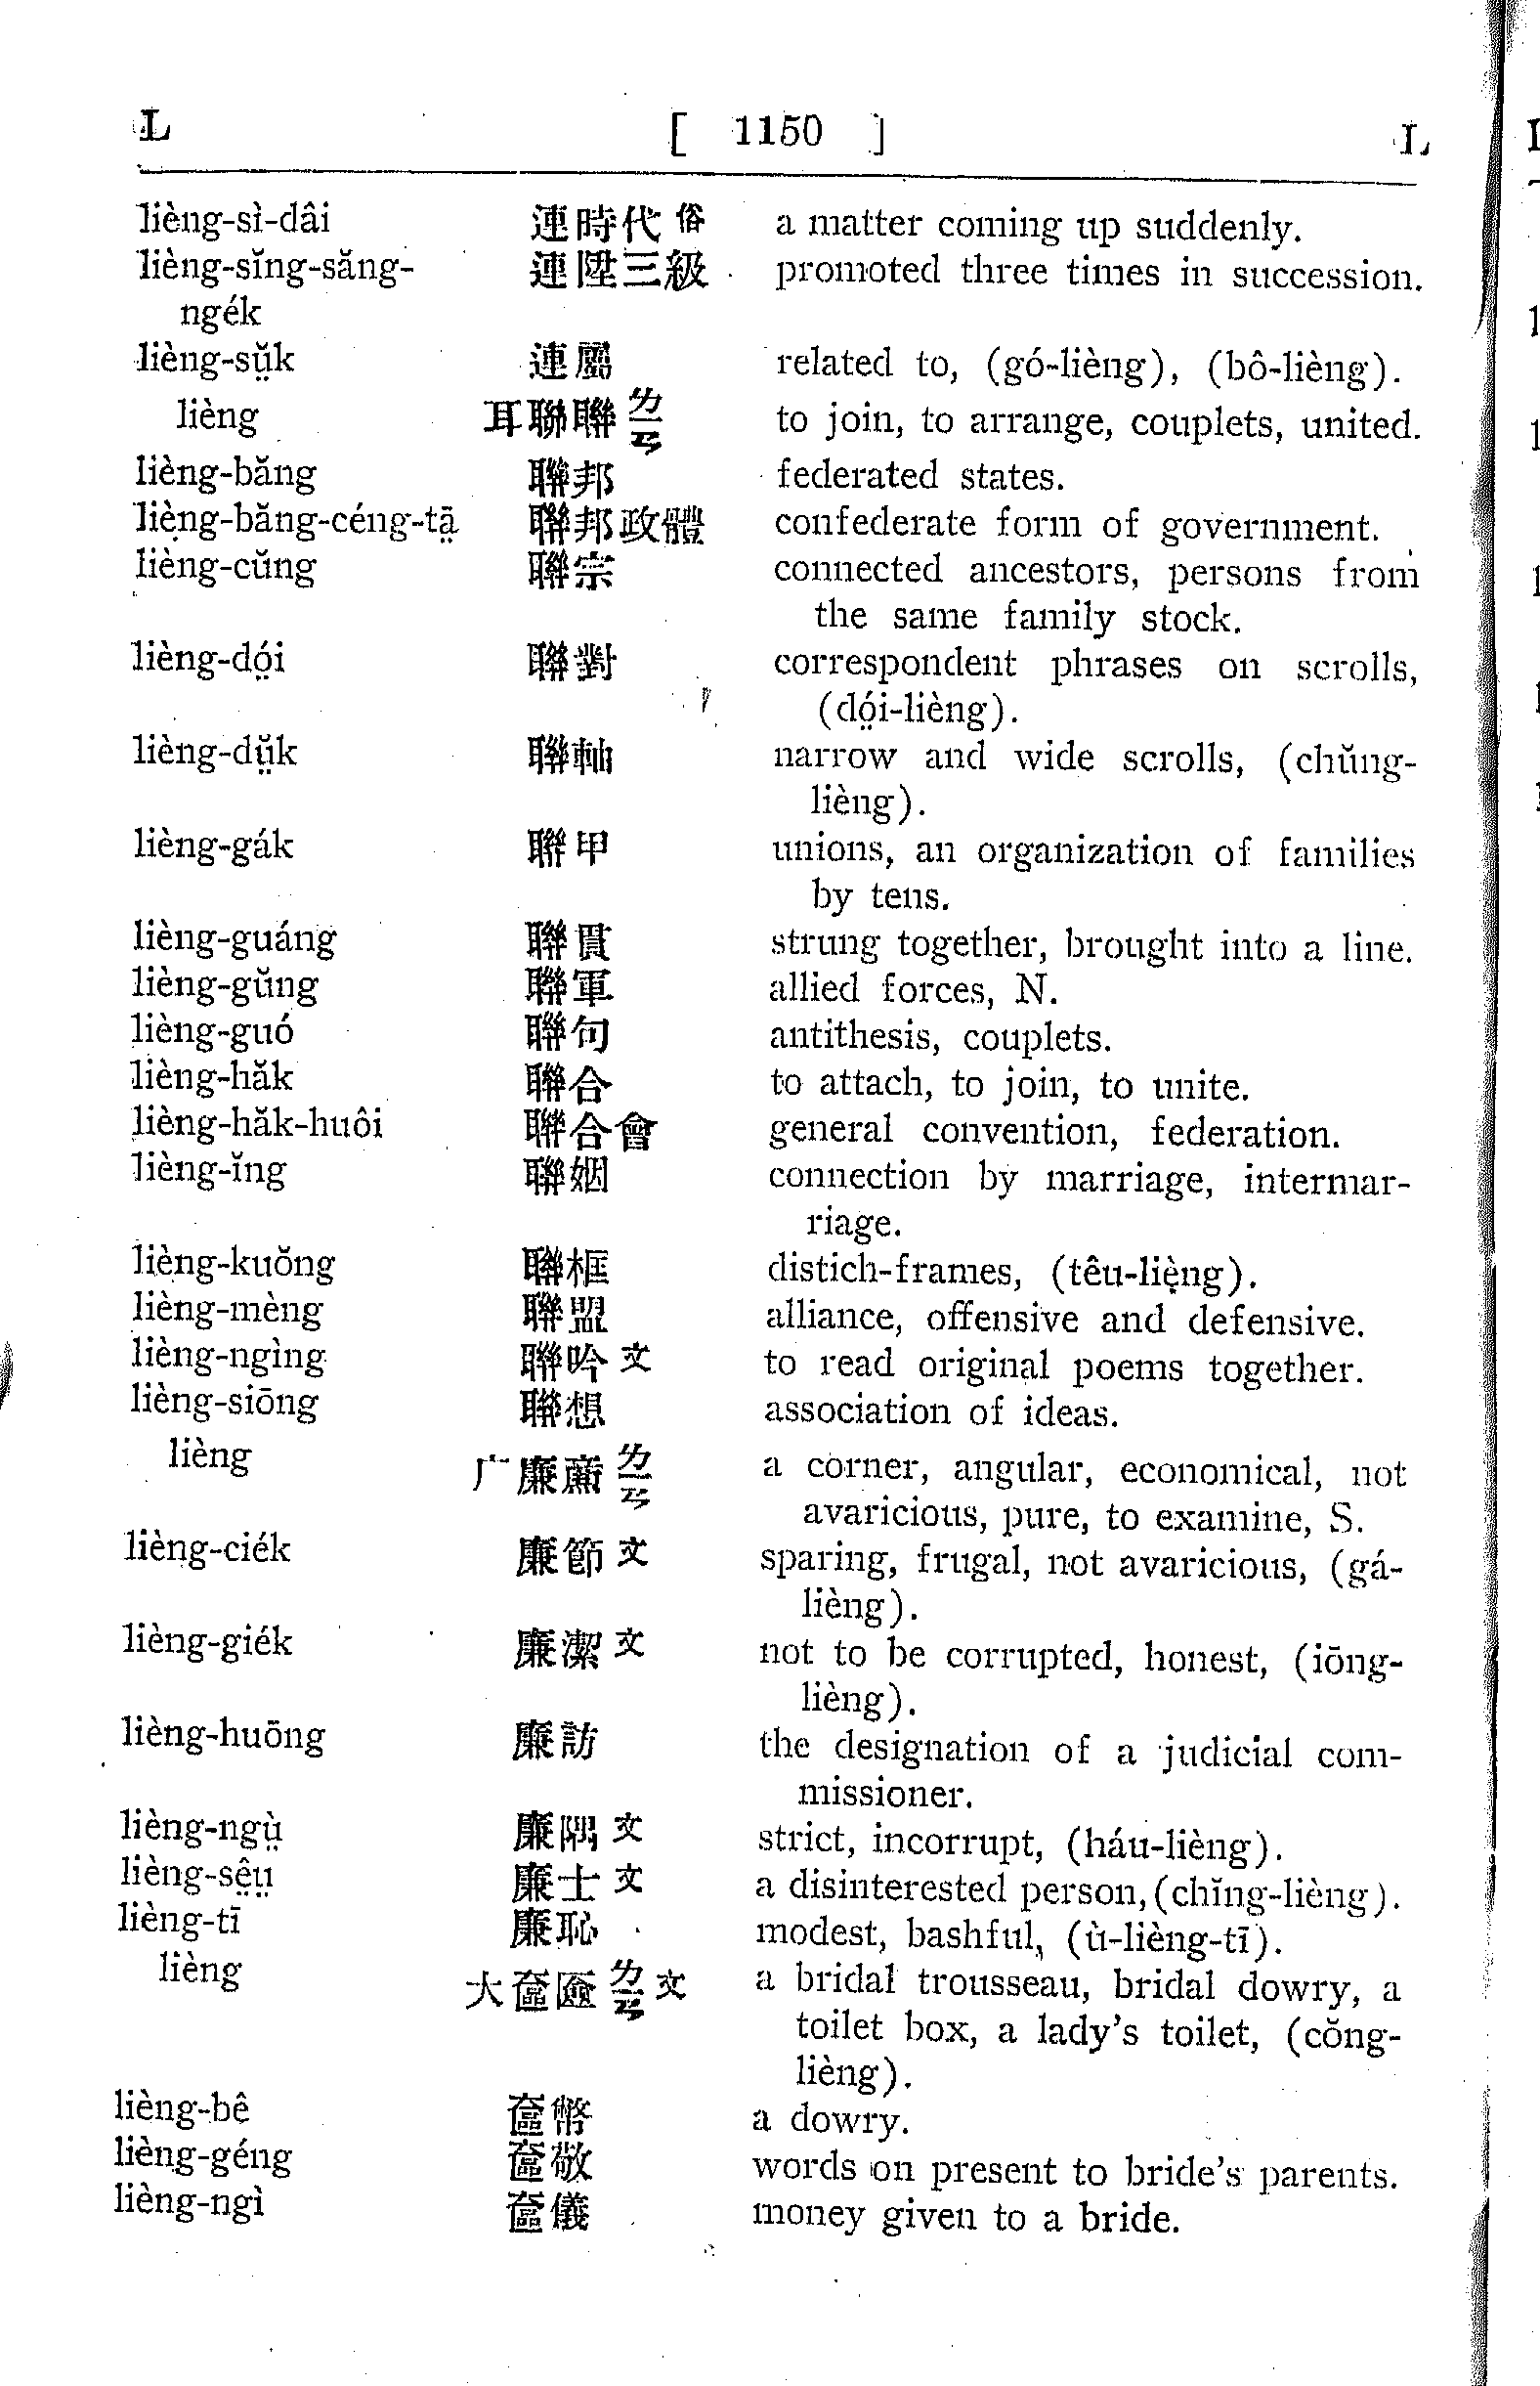 L [ 1150 ] L
lièng-sì-dâi 連時代 俗 a matter coming up suddenly.
lièng-sĭng-săng- 連陞三級 promoted three times in succession.
ngék
lièng-sṳ̆k 連屬 related to, (gó-lièng), (bô-lièng).
lièng 耳聯聯 ㄌㄧㄢ to join, to arrange, couplets, united.
lièng-băng 聯邦 federated states.
lièng-băng-céng-tā̤ 聯邦政體 confederate form of government.
lièng-cŭng 聯宗 connected ancestors, persons from
the same family stock.
lièng-dó̤i 聯對 correspondent phrases on scrolls,
(dó̤i-lièng).
lièng-dṳ̆k 聯軸 narrow and wide scrolls, (chŭng-
lièng).
lièng-gák 聯甲 unions, an organization of families
by tens.
lièng-guáng 聯貫 strung together, brought into a line.
lièng-gŭng 聯軍 allied forces, N.
lièng-guó 聯句 antithesis, couplets.
lièng-hăk 聯合 to attach, to join, to unite.
lièng-hăk-huôi 聯合會 general convention, federation.
lièng-ĭng 聯姻 connection by marriage, intermar-
riage.
lièng-kuŏng 聯框 distich-frames, (têu-lièng).
lièng-mèng 聯盟 alliance, offensive and defensive.
lièng-ngìng 聯吟 文 to read original poems together.
lièng-siōng 聯想 association of ideas.
lièng 广廉 ㄌㄧㄢ a corner, angular, economical, not
avaricious, pure, to examine, S.
lièng-ciék 廉節 文 sparing, frugal, not avaricious, (gá-
lièng).
lièng-giék 廉潔 文 not to be corrupted, honest, (iōng-
lièng).
lièng-huōng 廉訪 the designation of a judicial com-
missioner.
lièng-ngṳ̀ 廉隅 文 strict, incorrupt, (háu-lièng).
lièng-sê̤ṳ 廉士 文 a disinterested person, (chĭng-lièng).
lièng-tī 廉恥 modest, bashful, (ù-lièng-tī).
lièng 大奩匳 ㄌㄧㄢ 文 a bridal trousseau, bridal dowry, a
toilet box, a lady's toilet, (cŏng-
lièng).
lièng-bê 奩幣 a dowry.
lièng-géng 奩敬 words on present to bride's parents.
lièng-ngì 奩儀 money given to a bride.